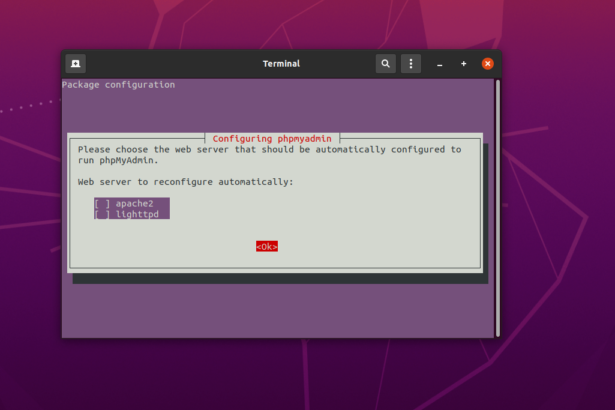 Terminal
Package configuration
Configuring phpmyadmin
Please choose the web server that should be automatically configured to
run phpMyAdmin.
Web server to reconfigure automatically:
[ ] apache2
[ ] lighttpd
<Ok>